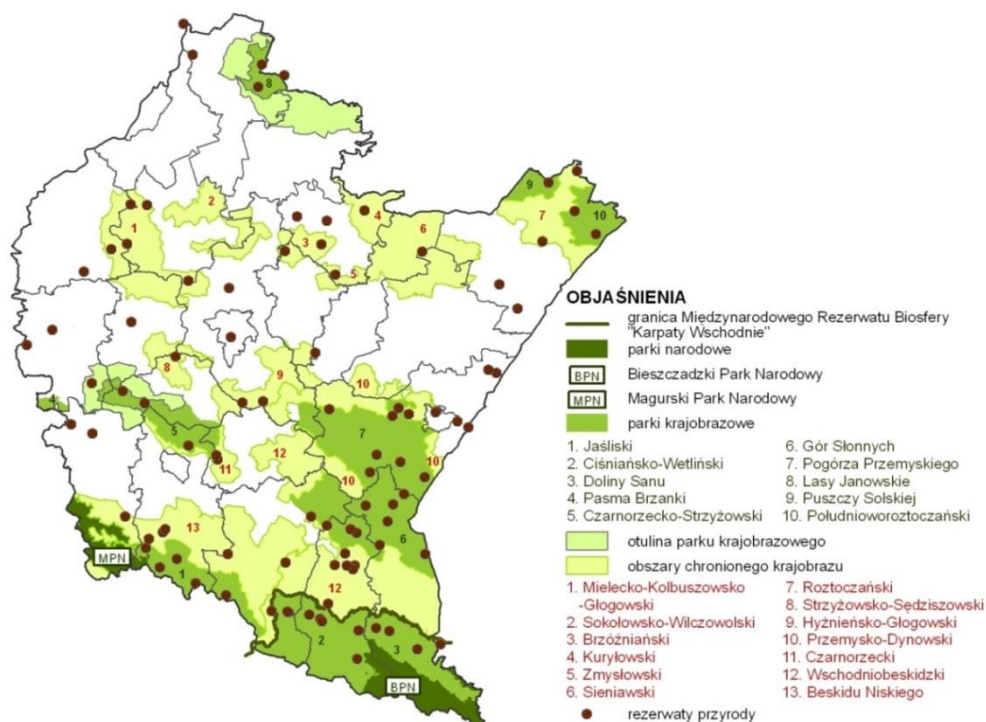 8
9
7
10
2
4
1
6
3
5
8
9
10
4
7
5
11
12
10
10
13
6
MPN
1
12
2
3
BPN
OBJAŚNIENIA
granica Międzynarodowego Rezerwatu Biosfery
"Karpaty Wschodnie"
parki narodowe
BPN Bieszczadzki Park Narodowy
MPN Magurski Park Narodowy
parki krajobrazowe
1. Jaśliski
2 Ciśniańsko-Wetliński
3 Doliny Sanu
4 Pasma Brzanki
5. Czarnorzecko-Strzyżowski
6. Gór Słonnych
7. Pogórza Przemyskiego
8. Lasy Janowskie
9. Puszczy Solskiej
10. Południoworoztoczański
otulina parku krajobrazowego
obszary chronionego krajobrazu
1. Mielecko-Kolbuszowsko
-Głogowski
2. Sokołowsko-Wilczowolski
3. Brzóźniański
4. Kuryłowski
5. Zmysłowski
6. Sieniawski
7. Roztoczański
8. Strzyżowsko-Sędziszowski
9. Hyżnieńsko-Głogowski
10. Przemysko-Dynowski
11. Czarnorzecki
12. Wschodniobeskidzki
13. Beskidu Niskiego
rezerwaty przyrody